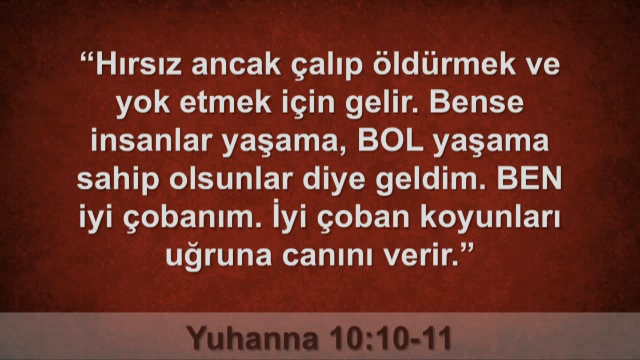 “Hırsız ancak çalıp öldürmek ve
yok etmek için gelir. Bense
insanlar yaşama, BOL yaşama
sahip olsunlar diye geldim. BEN
iyi çobanım. İyi çoban koyunları
uğruna canını verir.”
Yuhanna 10:10-11